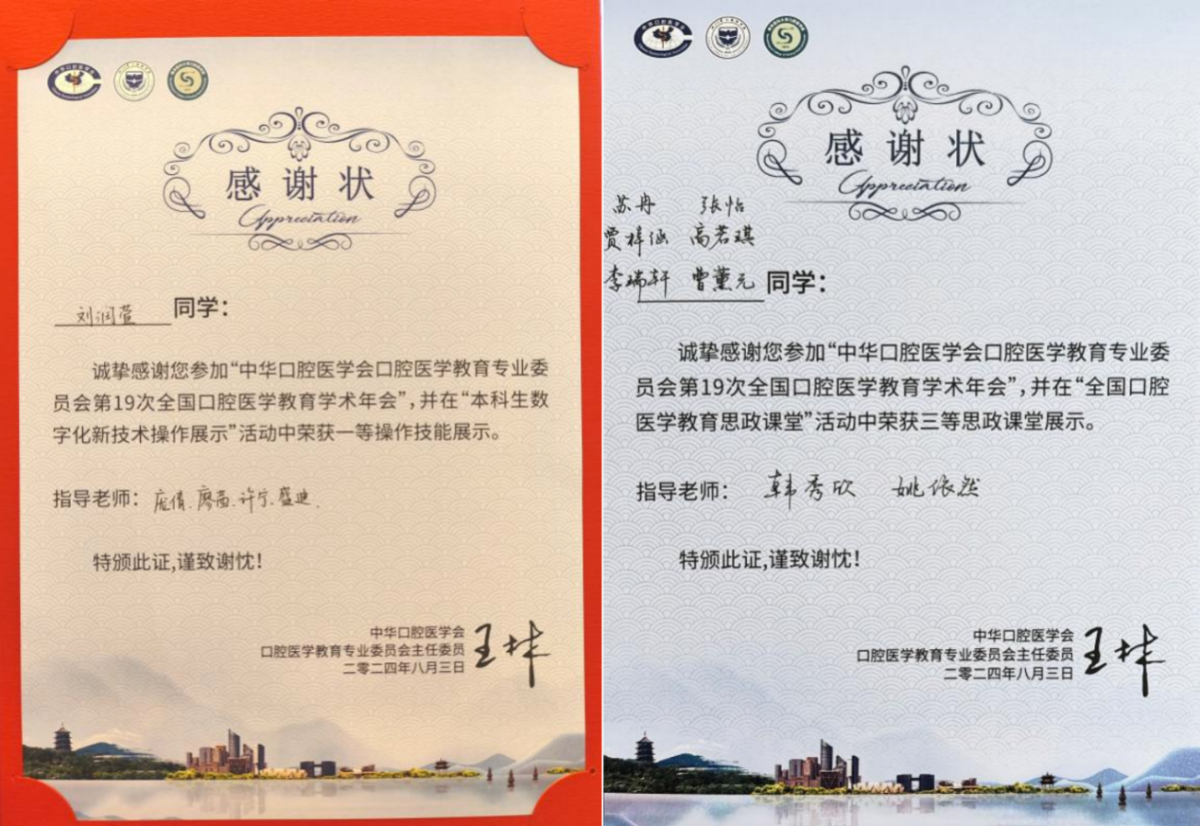 感谢状
Appreciation
刘润萱 同学：
诚挚感谢您参加“中华口腔医学会口腔医学教育专业委
员会第19次全国口腔医学教育学术年会”，并在“本科生数
字化新技术操作展示”活动中荣获一等操作技能展示。
指导老师：庞倩、廖茜、许宁、盛迪、
特颁此证,谨致谢忱！
中华口腔医学会
口腔医学教育专业委员会主任委员
二零二四年八月三日
感谢状
Appreciation
苏冉 张怡
贾梓涵 高若琪
李瑞轩 曹薰元 同学：
诚挚感谢您参加“中华口腔医学会口腔医学教育专业委
员会第19次全国口腔医学教育学术年会”，并在“全国口腔
医学教育思政课堂”活动中荣获三等思政课堂展示。
指导老师：韩秀欣 姚依然
特颁此证,谨致谢忱！
中华口腔医学会
口腔医学教育专业委员会主任委员
二零二四年八月三日